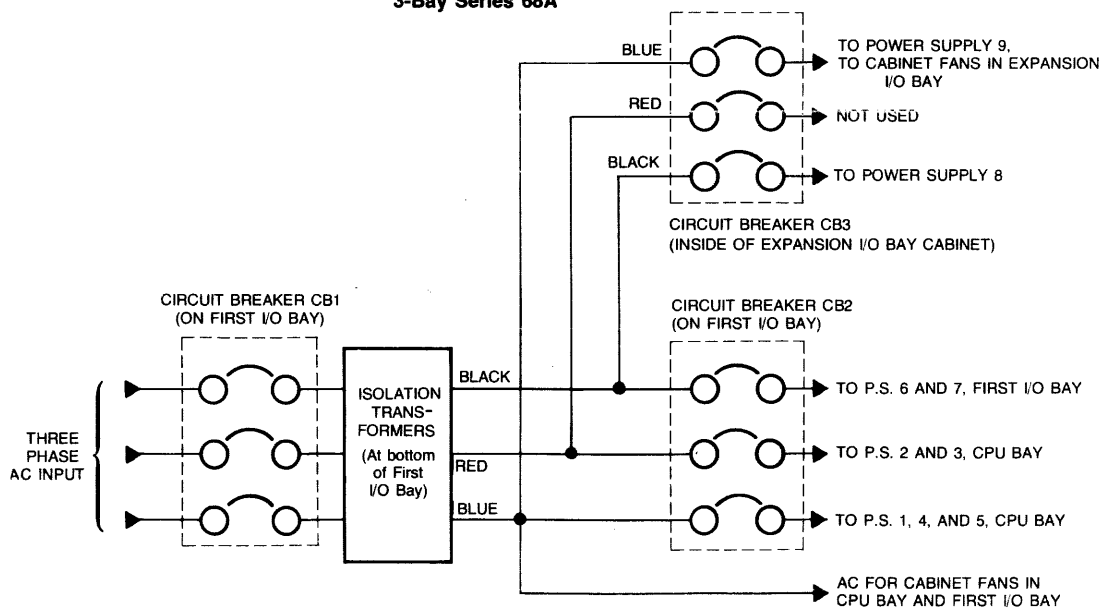 3-Bay Series 68A
BLUE
TO POWER SUPPLY 9,
TO CABINET FANS IN EXPANSION
I/O BAY
RED
NOT USED
BLACK
TO POWER SUPPLY 8
CIRCUIT BREAKER CB3
(INSIDE OF EXPANSION I/O BAY CABINET)
CIRCUIT BREAKER CB1
(ON FIRST I/O BAY)
CIRCUIT BREAKER CB2
(ON FIRST I/O BAY)
THREE
PHASE
AC INPUT
ISOLATION
TRANS-
FORMERS
(At bottom
of First
I/O Bay)
BLACK
TO P.S. 6 AND 7, FIRST I/O BAY
RED
TO P.S. 2 AND 3, CPU BAY
BLUE
TO P.S. 1, 4, AND 5, CPU BAY
AC FOR CABINET FANS IN
CPU BAY AND FIRST I/O BAY